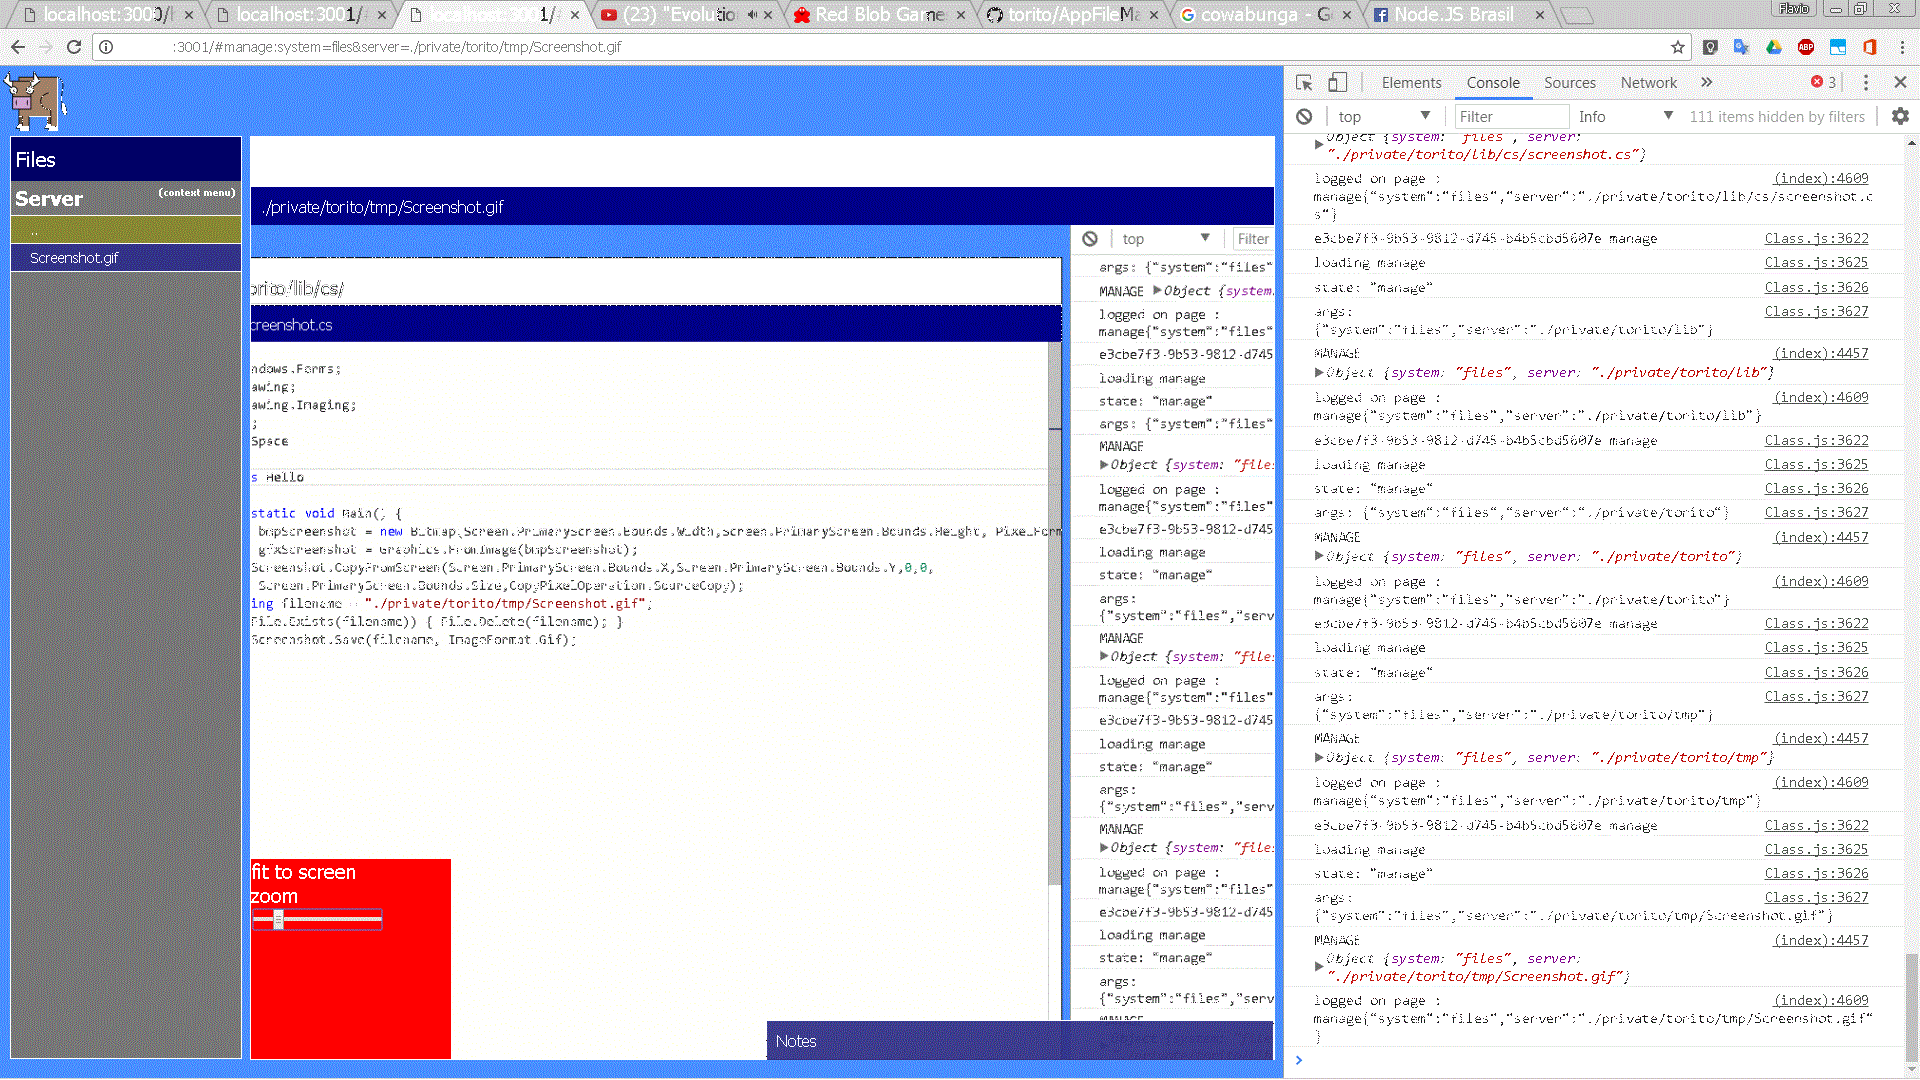 localhost:3000/
localhost:3001/
localhost:3001/
(23) "Evolution
Red Blob Game
torito/AppFileMa
cowabunga - Go
Node.JS Brasil
Flavio
:3001/#manage:system=files&server=./private/torito/tmp/Screenshot.gif
Files
Server (context menu)
..
Screenshot.gif
./private/torito/tmp/Screenshot.gif
orito/lib/cs/
creenshot.cs
ndows.Forms;
awing;
awing.Imaging;
;
Space
s Hello
static void Main() {
bmpScreenshot = new Bitmap(Screen.PrimaryScreen.Bounds.Width,Screen.PrimaryScreen.Bounds.Height, PixelForm
gfxScreenshot = Graphics.FromImage(bmpScreenshot);
Screenshot.CopyFromScreen(Screen.PrimaryScreen.Bounds.X,Screen.PrimaryScreen.Bounds.Y,0,0,
Screen.PrimaryScreen.Bounds.Size,CopyPixelOperation.SourceCopy);
ing filename = "./private/torito/tmp/Screenshot.gif";
File.Exists(filename)) { File.Delete(filename); }
Screenshot.Save(filename, ImageFormat.Gif);
fit to screen
zoom
top Filter
args: {"system":"files"
MANAGE Object {system:
logged on page :
manage{"system":"files"
e3cbe7f3-9b53-9812-d745
loading manage
state: "manage"
args: {"system":"files"
MANAGE
Object {system: "files
logged on page :
manage{"system":"files"
e3cbe7f3-9b53-9812-d745
loading manage
state: "manage"
args:
{"system":"files","serv
MANAGE
Object {system: "files
logged on page :
manage{"system":"files"
e3cbe7f3-9b53-9812-d745
loading manage
state: "manage"
args:
{"system":"files","serv
MANAGE
Object {system: "files
logged on page :
manage{"system":"files"
e3cbe7f3-9b53-9812-d745
loading manage
state: "manage"
args:
{"system":"files","serv
MANAGE
Notes
Elements Console Sources Network 3
top Filter Info 111 items hidden by filters
Object {system: "files", server:
"./private/torito/lib/cs/screenshot.cs"}
logged on page : (index):4609
manage{"system":"files","server":"./private/torito/lib/cs/screenshot.c
s"}
e3cbe7f3-9b53-9812-d745-b4b5cbd5607e manage Class.js:3622
loading manage Class.js:3625
state: "manage" Class.js:3626
args: Class.js:3627
{"system":"files","server":"./private/torito/lib"}
MANAGE (index):4457
Object {system: "files", server: "./private/torito/lib"}
logged on page : (index):4609
manage{"system":"files","server":"./private/torito/lib"}
e3cbe7f3-9b53-9812-d745-b4b5cbd5607e manage Class.js:3622
loading manage Class.js:3625
state: "manage" Class.js:3626
args: {"system":"files","server":"./private/torito"} Class.js:3627
MANAGE (index):4457
Object {system: "files", server: "./private/torito"}
logged on page : (index):4609
manage{"system":"files","server":"./private/torito"}
e3cbe7f3-9b53-9812-d745-b4b5cbd5607e manage Class.js:3622
loading manage Class.js:3625
state: "manage" Class.js:3626
args: Class.js:3627
{"system":"files","server":"./private/torito/tmp"}
MANAGE (index):4457
Object {system: "files", server: "./private/torito/tmp"}
logged on page : (index):4609
manage{"system":"files","server":"./private/torito/tmp"}
e3cbe7f3-9b53-9812-d745-b4b5cbd5607e manage Class.js:3622
loading manage Class.js:3625
state: "manage" Class.js:3626
args: Class.js:3627
{"system":"files","server":"./private/torito/tmp/Screenshot.gif"}
MANAGE (index):4457
Object {system: "files", server:
"./private/torito/tmp/Screenshot.gif"}
logged on page : (index):4609
manage{"system":"files","server":"./private/torito/tmp/Screenshot.gif"
}